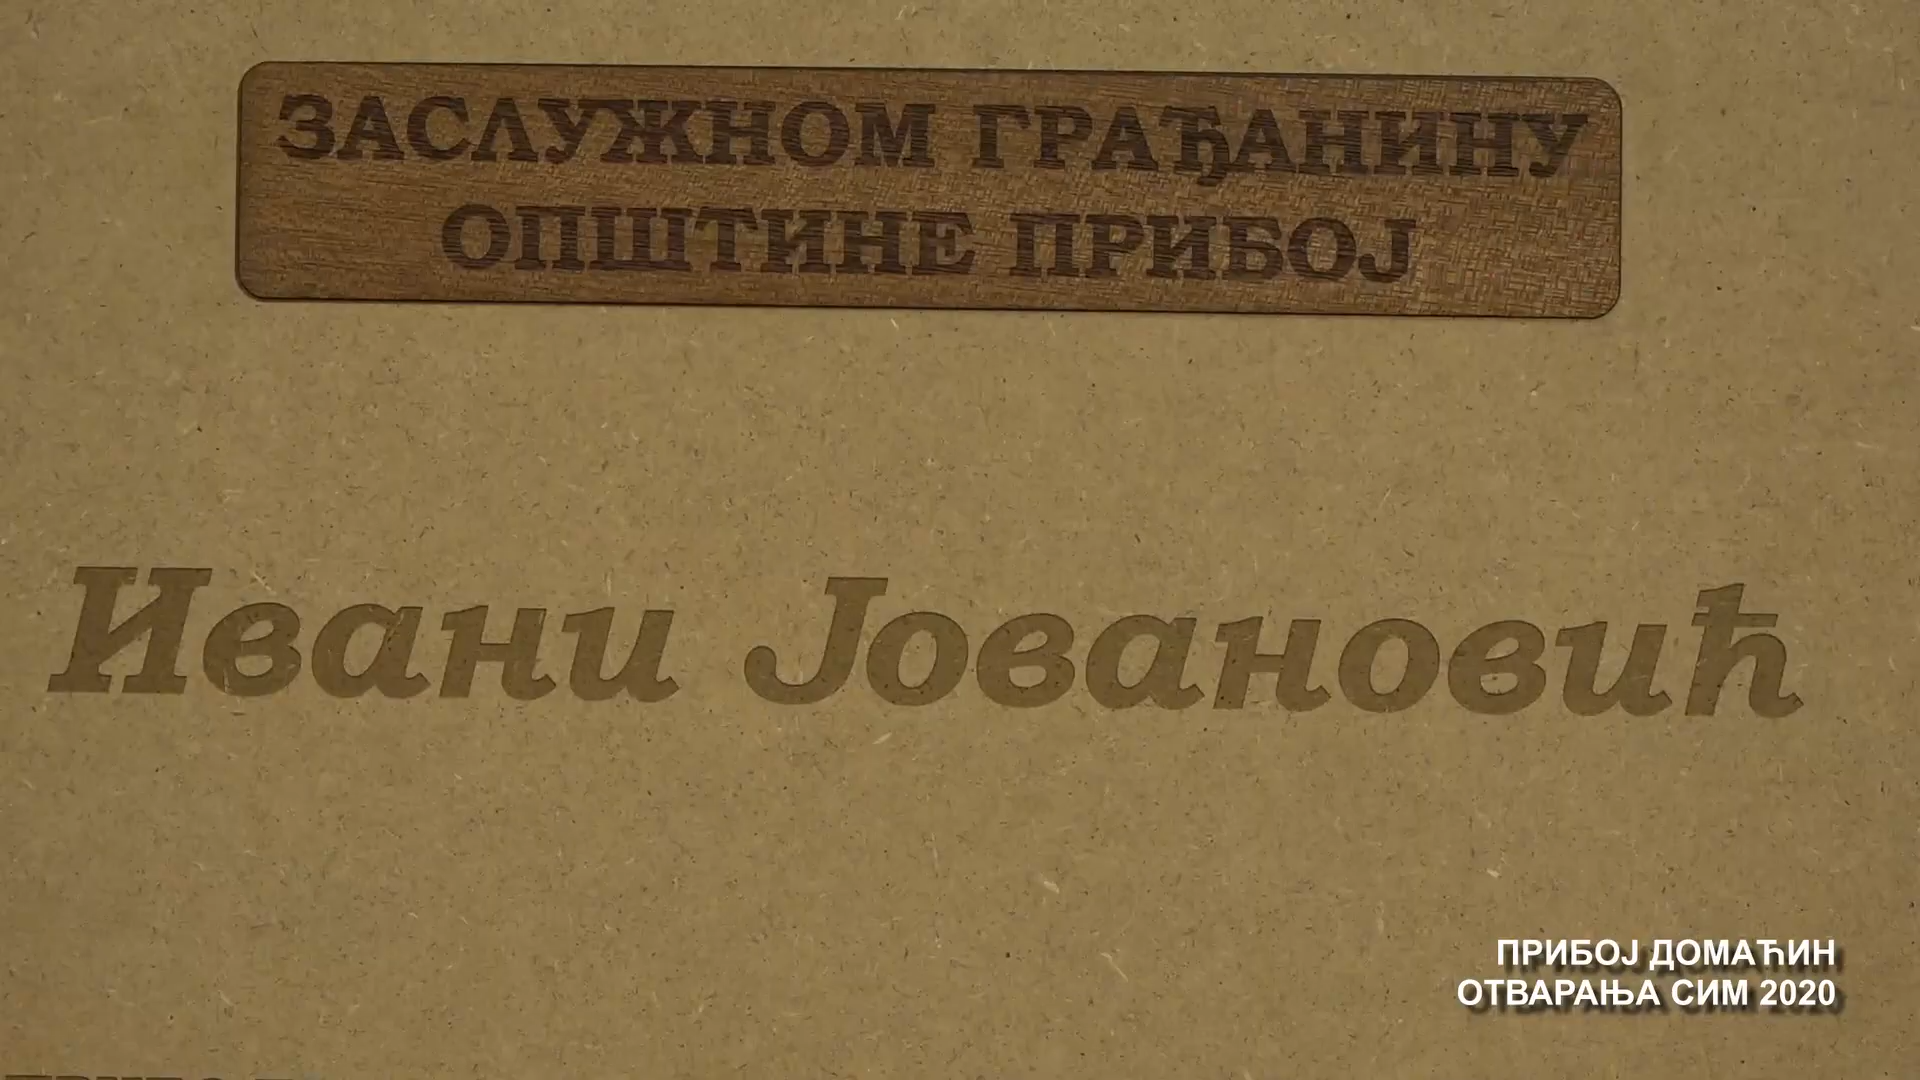 ЗАСЛУЖНОМ ГРАЂАНИНУ
ОПШТИНЕ ПРИБОЈ
Ивани Јовановић
ПРИБОЈ ДОМАЋИН
ОТВАРАЊА СИМ 2020